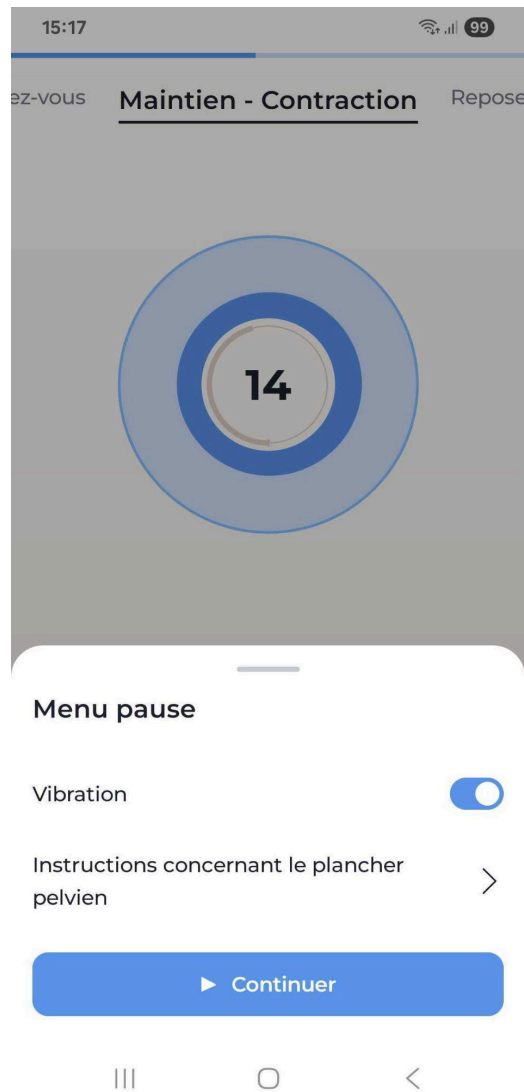 15:17
99
ez-vous Maintien - Contraction Repose
14
Menu pause
Vibration
Instructions concernant le plancher
pelvien
Continuer